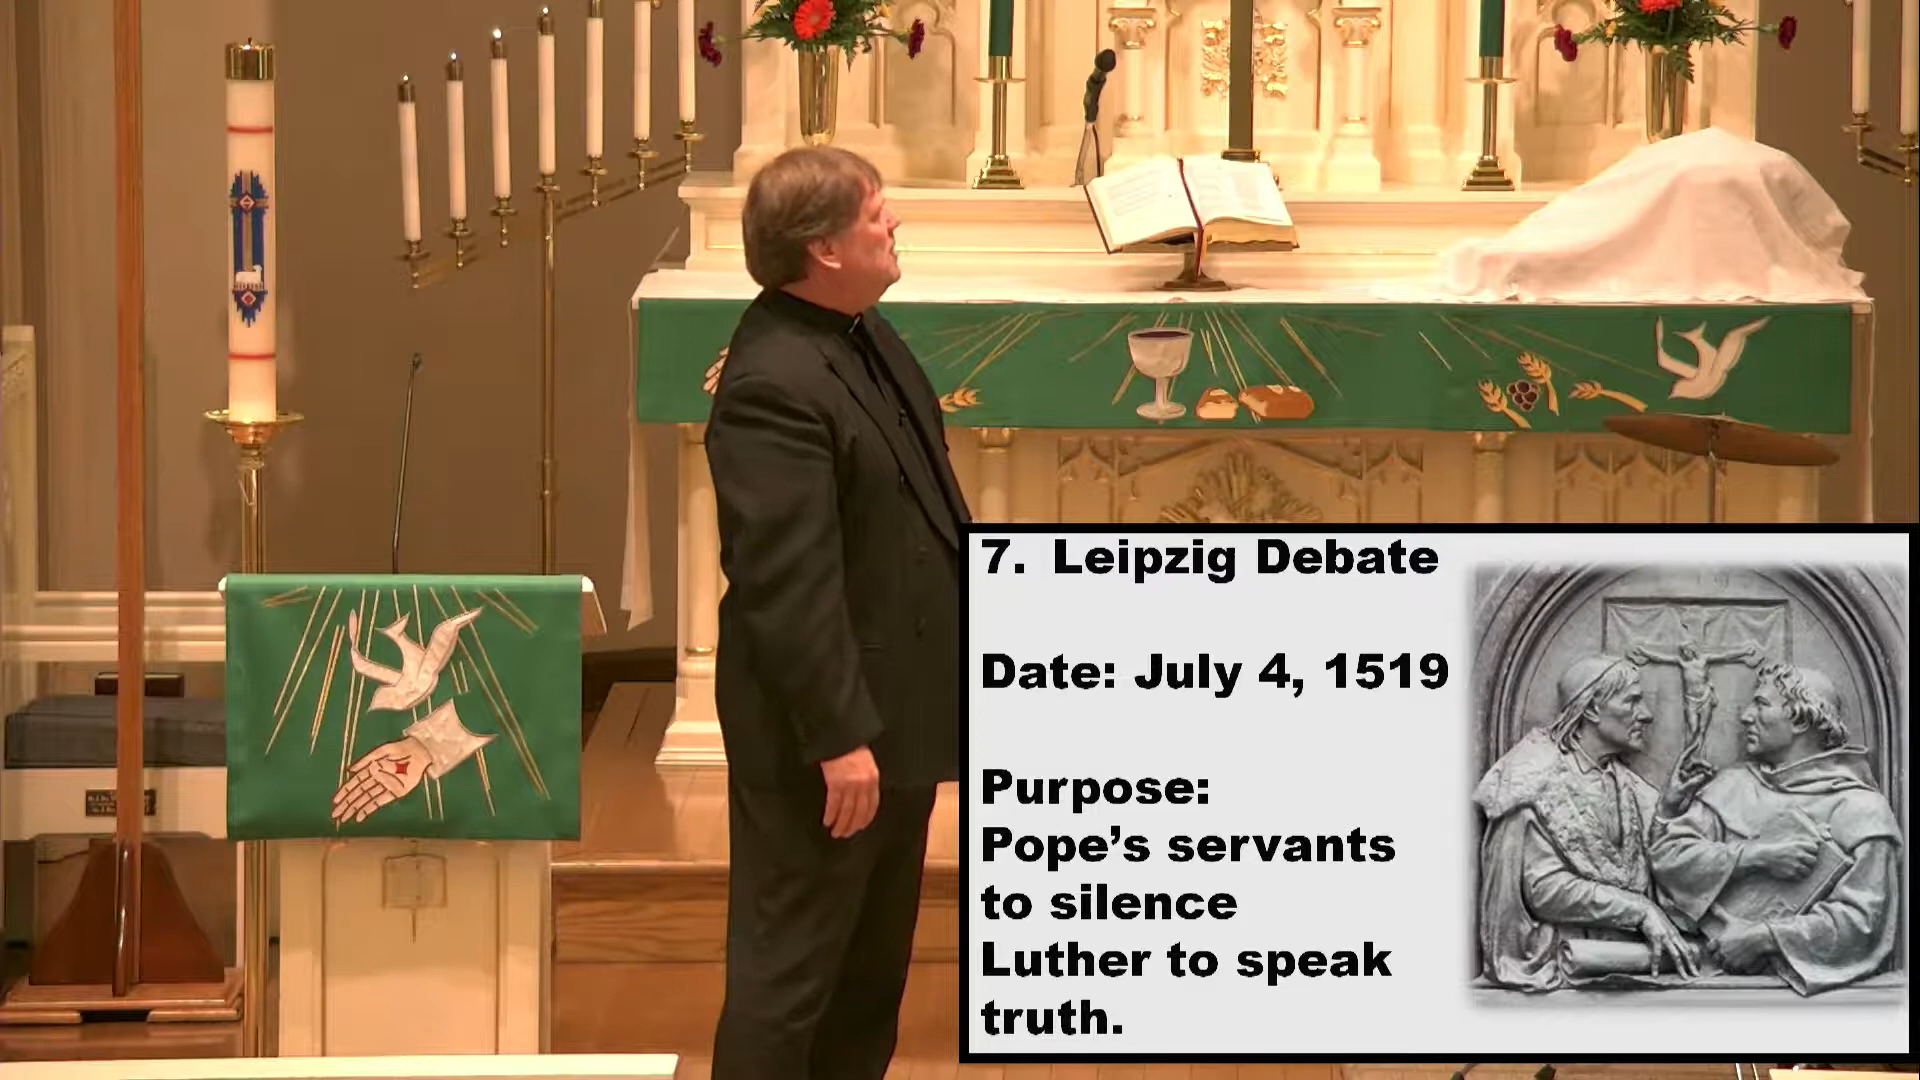 7. Leipzig Debate
Date: July 4, 1519
Purpose:
Pope’s servants
to silence
Luther to speak
truth.